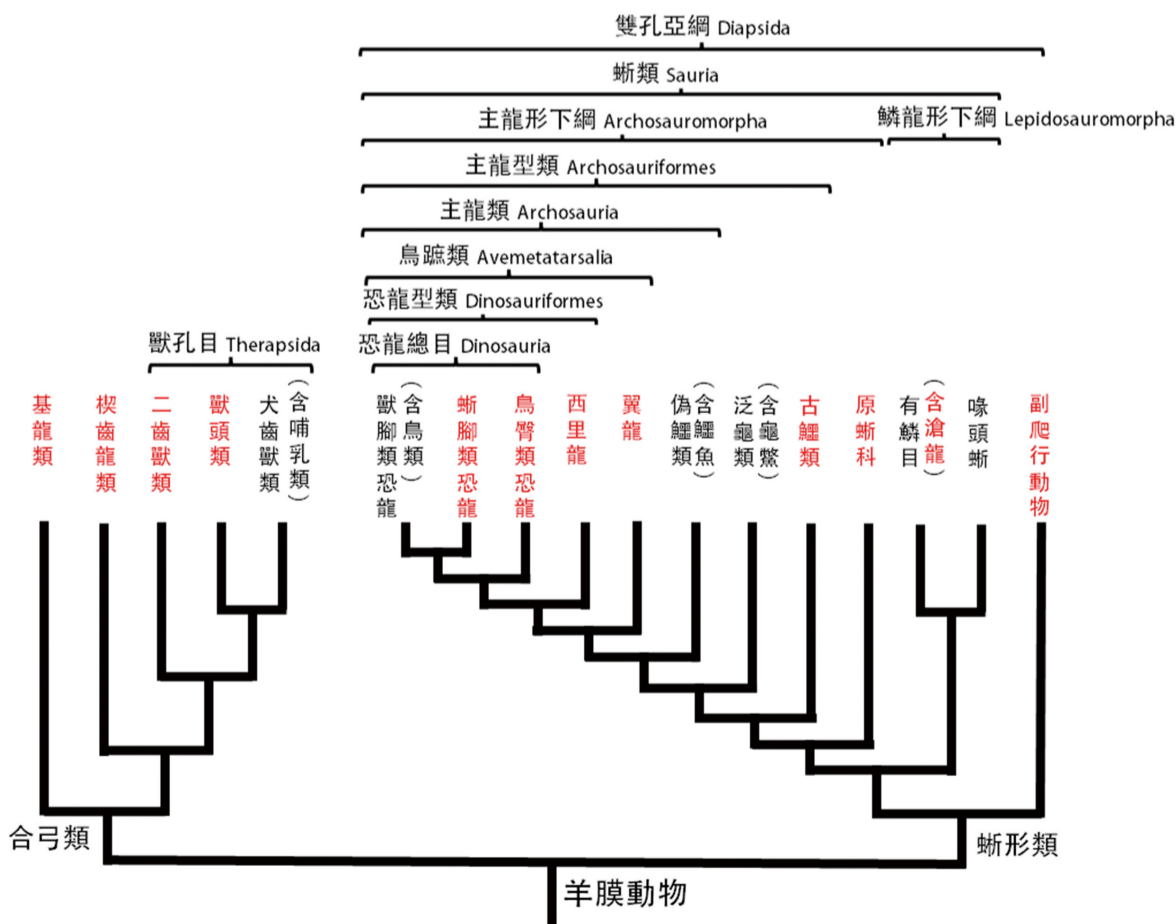 雙孔亞綱 Diapsida
蜥類 Sauria
主龍形下綱 Archosauromorpha
鱗龍形下綱 Lepidosauromorpha
主龍型類 Archosauriformes
主龍類 Archosauria
鳥蹠類 Avemetatarsalia
恐龍型類 Dinosauriformes
獸孔目 Therapsida
恐龍總目 Dinosauria
基龍類
楔齒龍類
二齒獸類
獸頭類
犬齒獸類
(含哺乳類)
獸腳類恐龍
(含鳥類)
蜥腳類恐龍
鳥臀類恐龍
西里龍
翼龍
偽鱷類
(含鱷魚)
泛龜類
(含龜鱉)
古鱷類
原蜥科
有鱗目
(含滄龍)
喙頭蜥
副爬行動物
合弓類
蜥形類
羊膜動物